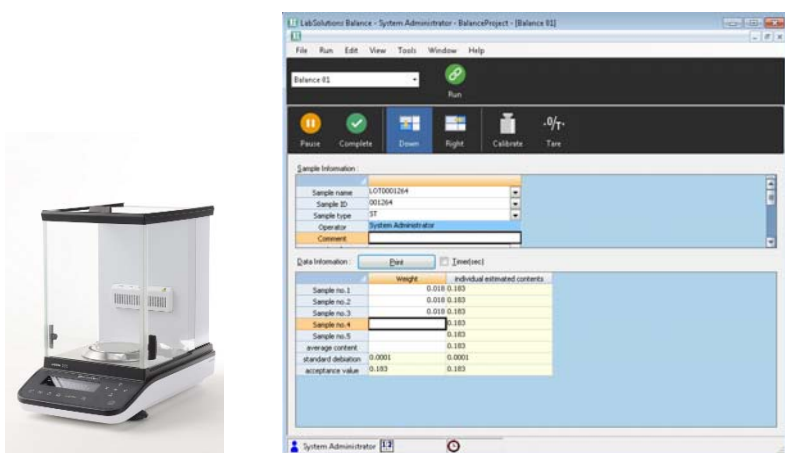 LabSolutions Balance - System Administrator - BalanceProject - [Balance 01]
File Run Edit View Tools Window Help
Balance 01
Run
-0/T-
Pause Complete Down Right Calibrate Tare
Sample Information :
Sample name LOT0001264
Sample ID 001264
Sample type ST
Operator System Administrator
Comment
Data Information : Print Timer[sec]
Weight individual estimated contents
Sample no.1 0.018 0.183
Sample no.2 0.018 0.183
Sample no.3 0.018 0.183
Sample no.4 0.183
Sample no.5 0.183
average content 0.183
standard debiation 0.0001 0.0001
acceptance value 0.183 0.183
System Administrator